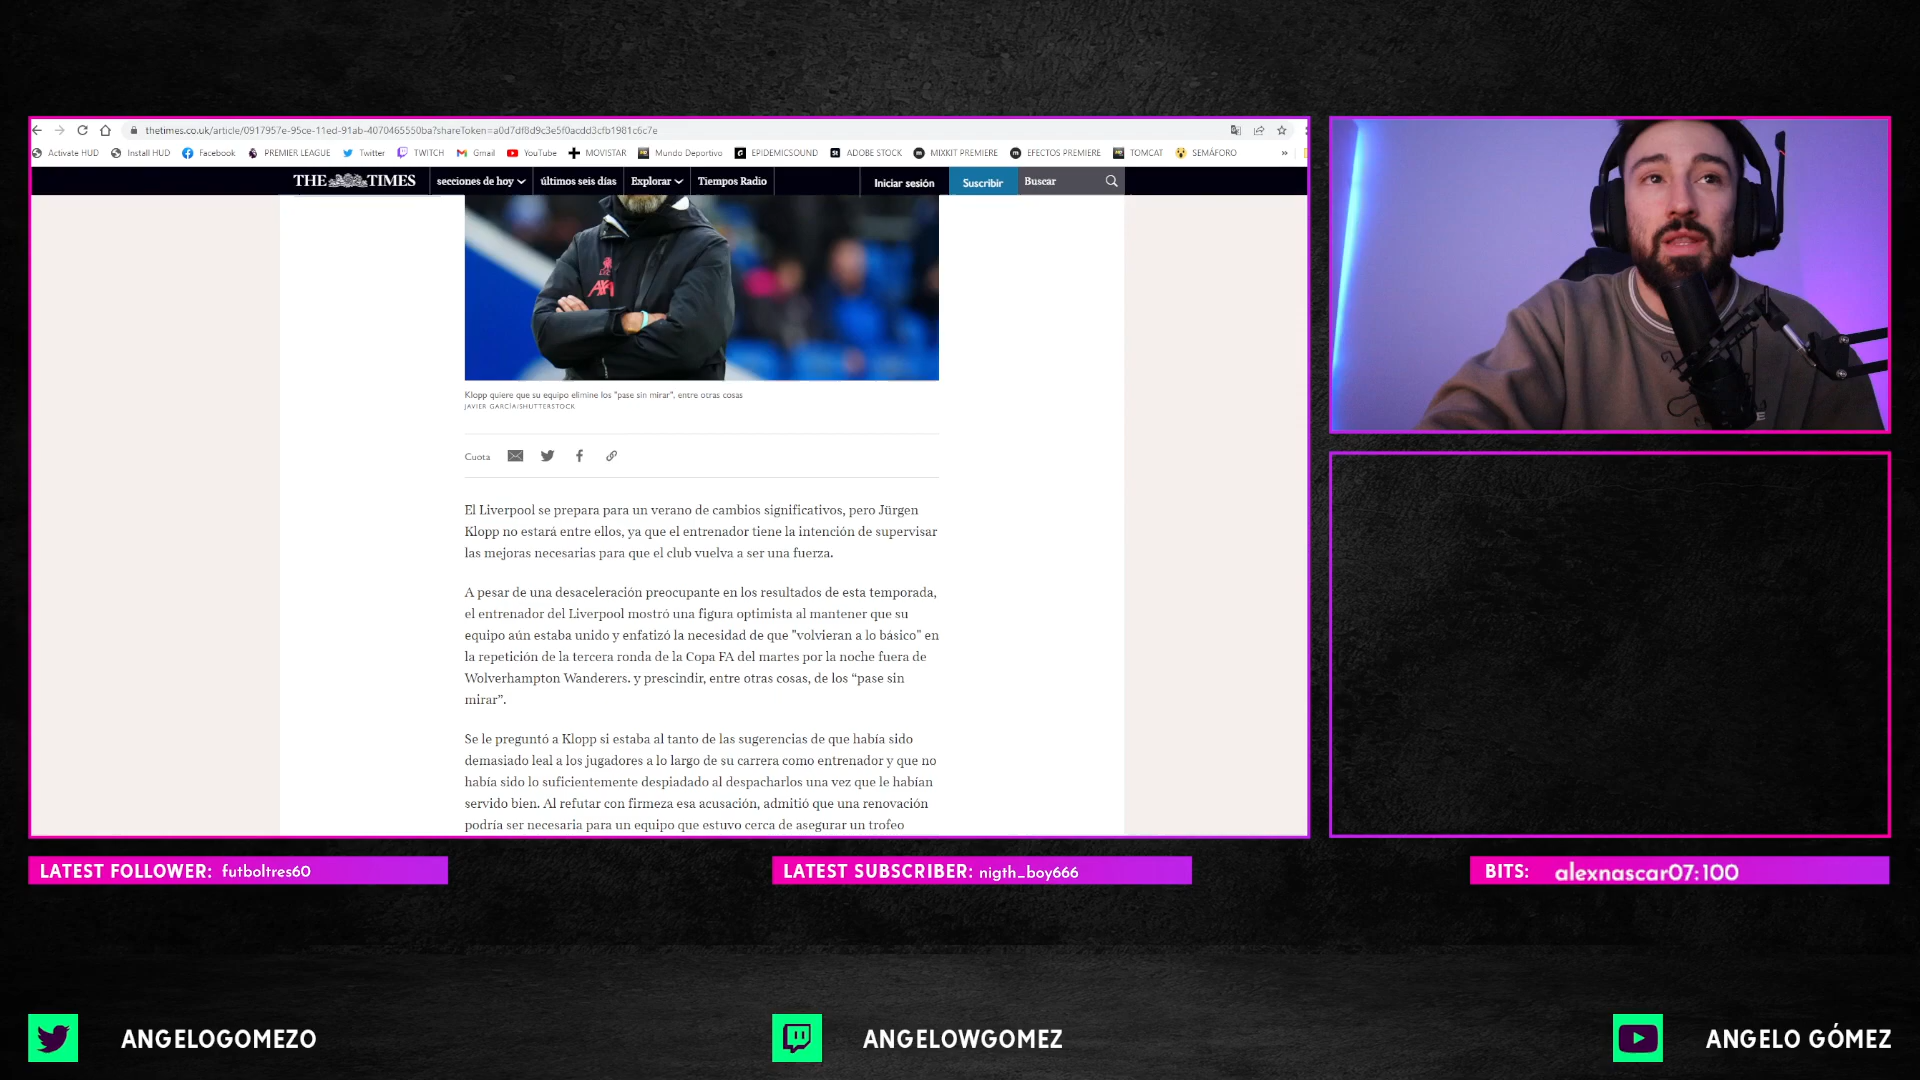 thetimes.co.uk/article/0917957e-95ce-11ed-91ab-4070465550ba?shareToken=a0d7df8d9c3e5f0acdd3cfb1981c6c7e
Activate HUD Install HUD Facebook PREMIER LEAGUE Twitter TWITCH Gmail YouTube MOVISTAR Mundo Deportivo EPIDEMICSOUND ADOBE STOCK MIXKIT PREMIERE EFECTOS PREMIERE TOMCAT SEMÁFORO »
THE TIMES secciones de hoy últimos seis días Explorar Tiempos Radio Iniciar sesión Suscribir Buscar
AXA
Klopp quiere que su equipo elimine los "pase sin mirar", entre otras cosas
JAVIER GARCÍA/SHUTTERSTOCK
Cuota
El Liverpool se prepara para un verano de cambios significativos, pero Jürgen
Klopp no estará entre ellos, ya que el entrenador tiene la intención de supervisar
las mejoras necesarias para que el club vuelva a ser una fuerza.
A pesar de una desaceleración preocupante en los resultados de esta temporada,
el entrenador del Liverpool mostró una figura optimista al mantener que su
equipo aún estaba unido y enfatizó la necesidad de que "volvieran a lo básico" en
la repetición de la tercera ronda de la Copa FA del martes por la noche fuera de
Wolverhampton Wanderers. y prescindir, entre otras cosas, de los “pase sin
mirar”.
Se le preguntó a Klopp si estaba al tanto de las sugerencias de que había sido
demasiado leal a los jugadores a lo largo de su carrera como entrenador y que no
había sido lo suficientemente despiadado al despacharlos una vez que le habían
servido bien. Al refutar con firmeza esa acusación, admitió que una renovación
podría ser necesaria para un equipo que estuvo cerca de asegurar un trofeo
LATEST FOLLOWER: futboltres60
LATEST SUBSCRIBER: nigth_boy666
BITS: alexnascar07:100
ANGELOGOMEZO
ANGELOWGOMEZ
ANGELO GÓMEZ